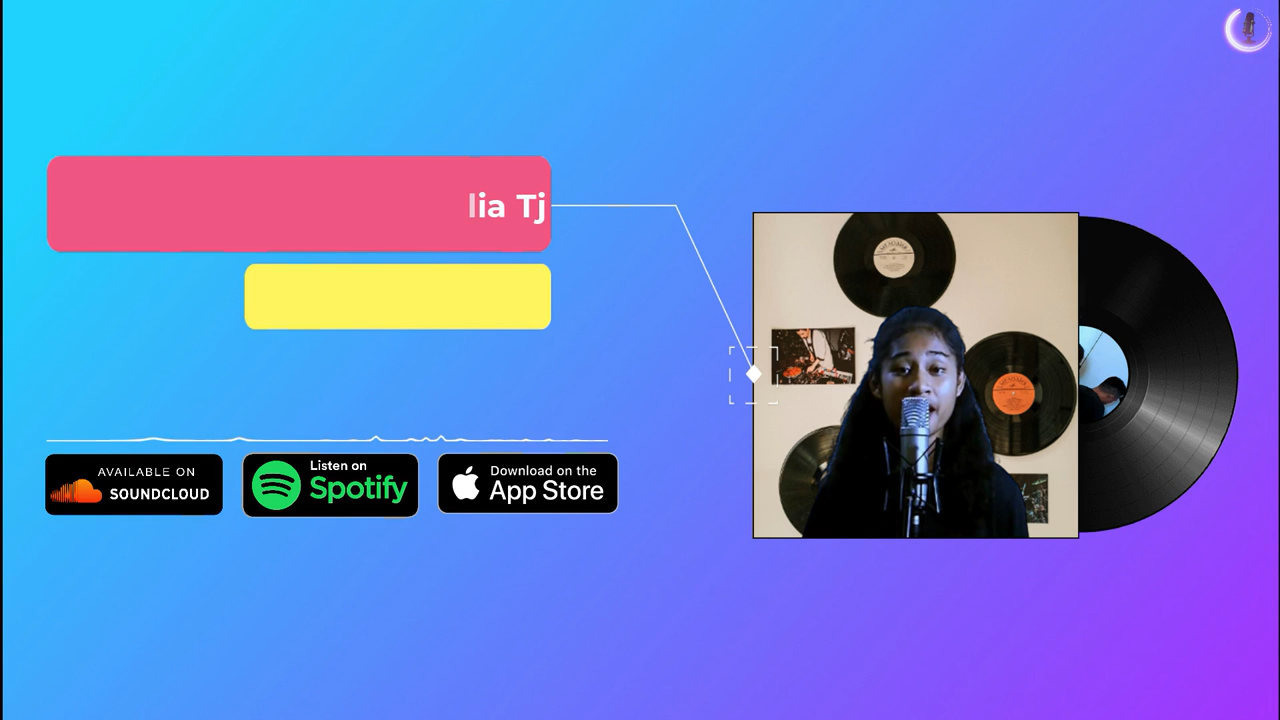 lia Tj
AVAILABLE ON
SOUNDCLOUD
Listen on
Spotify
Download on the
App Store